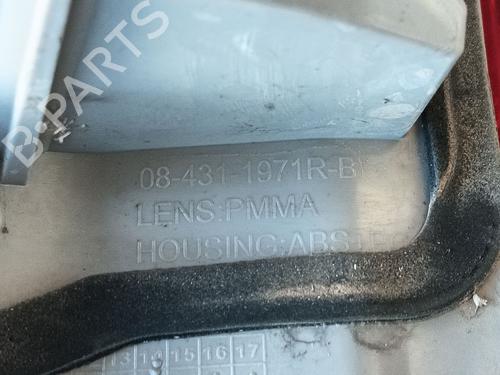 B-PARTS
08-431-1971R-B
LENS:PMMA
HOUSING:ABS
13 14 15 16 17